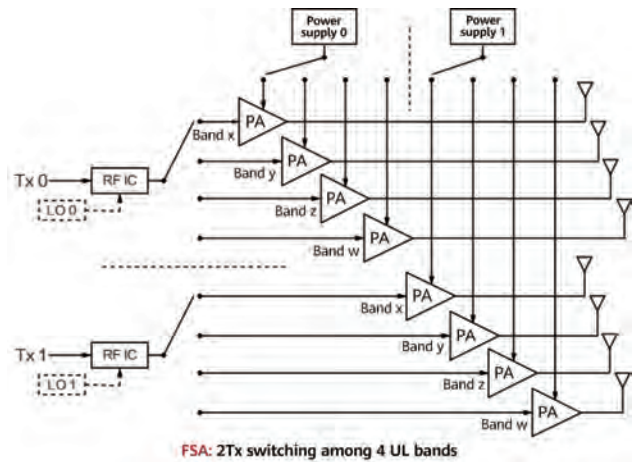 Power
supply 0
Power
supply 1
PA
Band x
PA
Band y
Tx 0
RF IC
PA
LO 0
Band z
PA
Band w
PA
Band x
PA
Band y
Tx 1
RF IC
PA
LO 1
Band z
PA
Band w
FSA: 2Tx switching among 4 UL bands